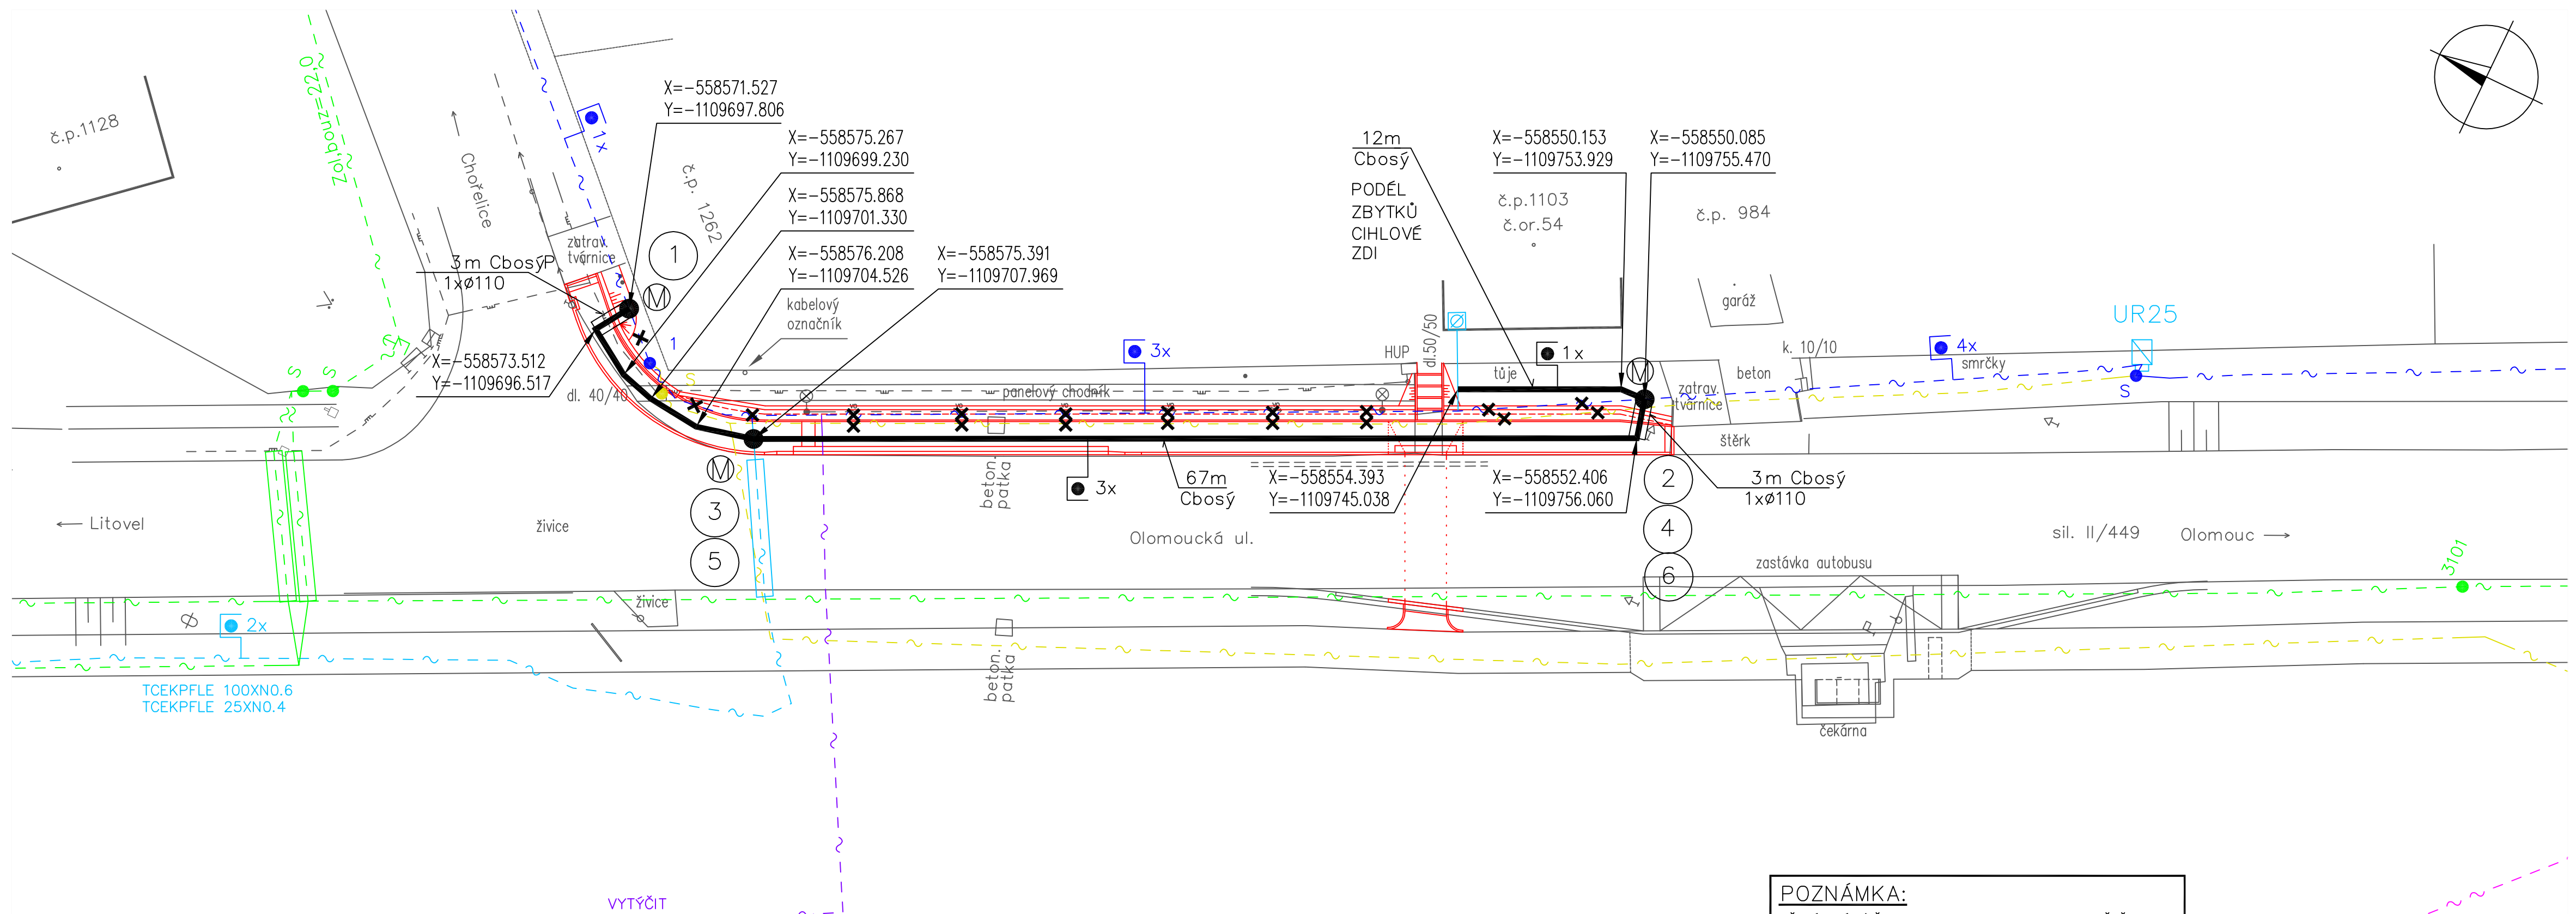 X=-558571.527
Y=-1109697.806
X=-558575.267
Y=-1109699.230
X=-558575.868
Y=-1109701.330
X=-558576.208
Y=-1109704.526
X=-558575.391
Y=-1109707.969
12m
Cbosý
PODÉL
ZBYTKŮ
CIHLOVÉ
ZDI
X=-558550.153
Y=-1109753.929
X=-558550.085
Y=-1109755.470
č.p.1128
Zol.bouz=22,0
Chořelice
1x
č.p. 1262
č.p.1103
č.or.54
č.p. 984
garáž
zatrav.
tvárnice
1
3m CbosýP
1xø110
M
kabelový
označník
X=-558573.512
Y=-1109696.517
dl. 40/40
1
S
S
S
3x
HUP
dl.50/50
tůje
1x
M
zatrav.
tvárnice
beton
k. 10/10
4x
smrčky
UR25
S
panelový chodník
štěrk
M
3
5
beton.
patka
3x
67m
Cbosý
X=-558554.393
Y=-1109745.038
X=-558552.406
Y=-1109756.060
2
4
6
3m Cbosý
1xø110
Litovel
živice
Olomoucká ul.
sil. II/449
Olomouc
3101
zastávka autobusu
živice
2x
beton.
patka
TCEKPFLE 100XN0.6
TCEKPFLE 25XN0.4
čekárna
VYTÝČIT
POZNÁMKA: